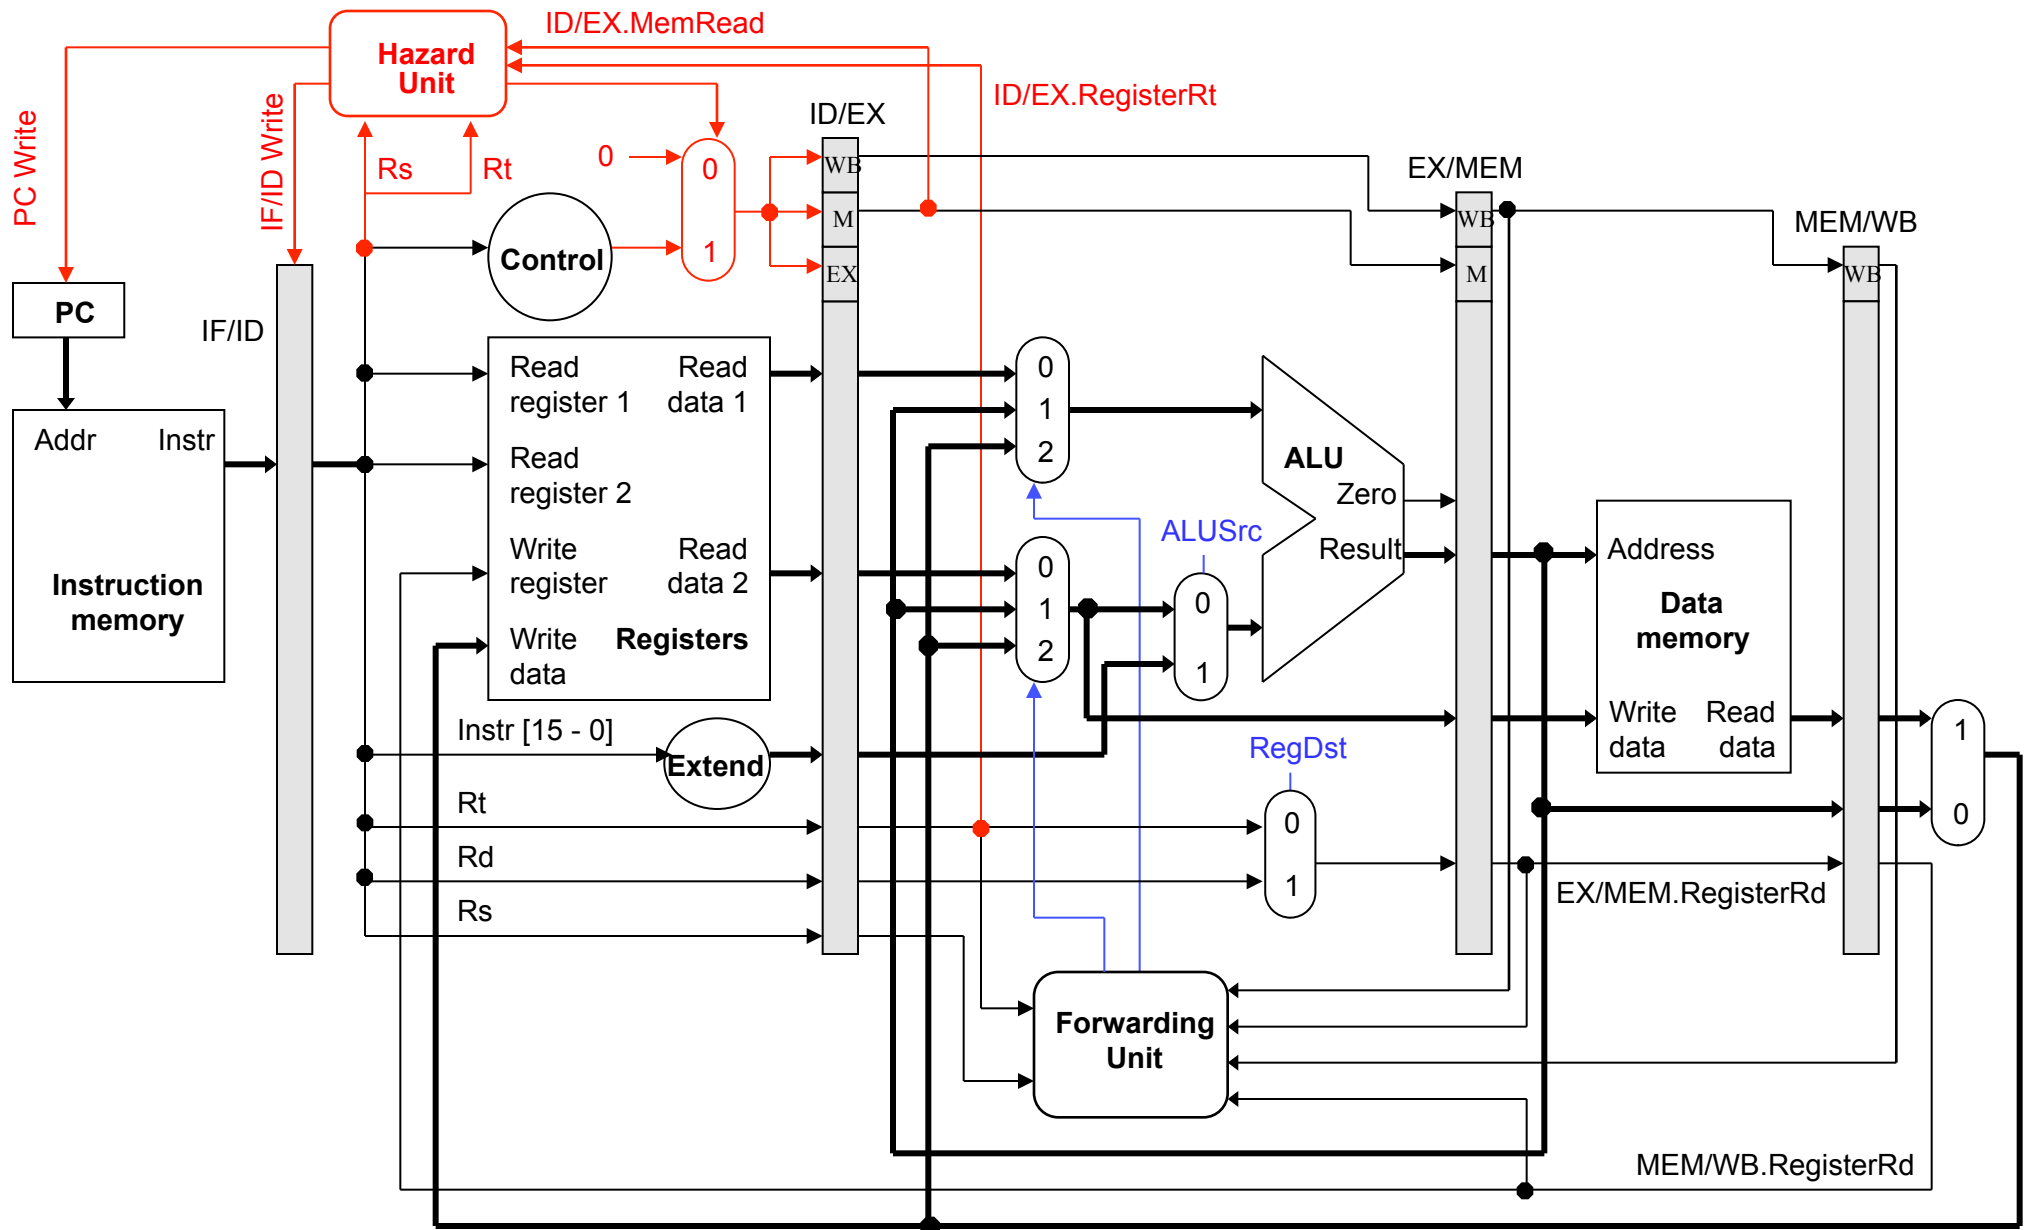 ID/EX.MemRead
Hazard
Unit
ID/EX.RegisterRt
PC Write
IF/ID Write
Rs
Rt
0
0
1
ID/EX
WB
M
EX
EX/MEM
WB
M
MEM/WB
WB
Control
PC
IF/ID
Addr
Instr
Instruction
memory
Read
register 1
Read
data 1
Read
register 2
Write
register
Read
data 2
Write
data
Registers
0
1
2
0
1
2
ALUSrc
0
1
ALU
Zero
Result
Address
Data
memory
Write
data
Read
data
1
0
Instr [15 - 0]
Extend
RegDst
0
1
Rt
Rd
Rs
EX/MEM.RegisterRd
Forwarding
Unit
MEM/WB.RegisterRd